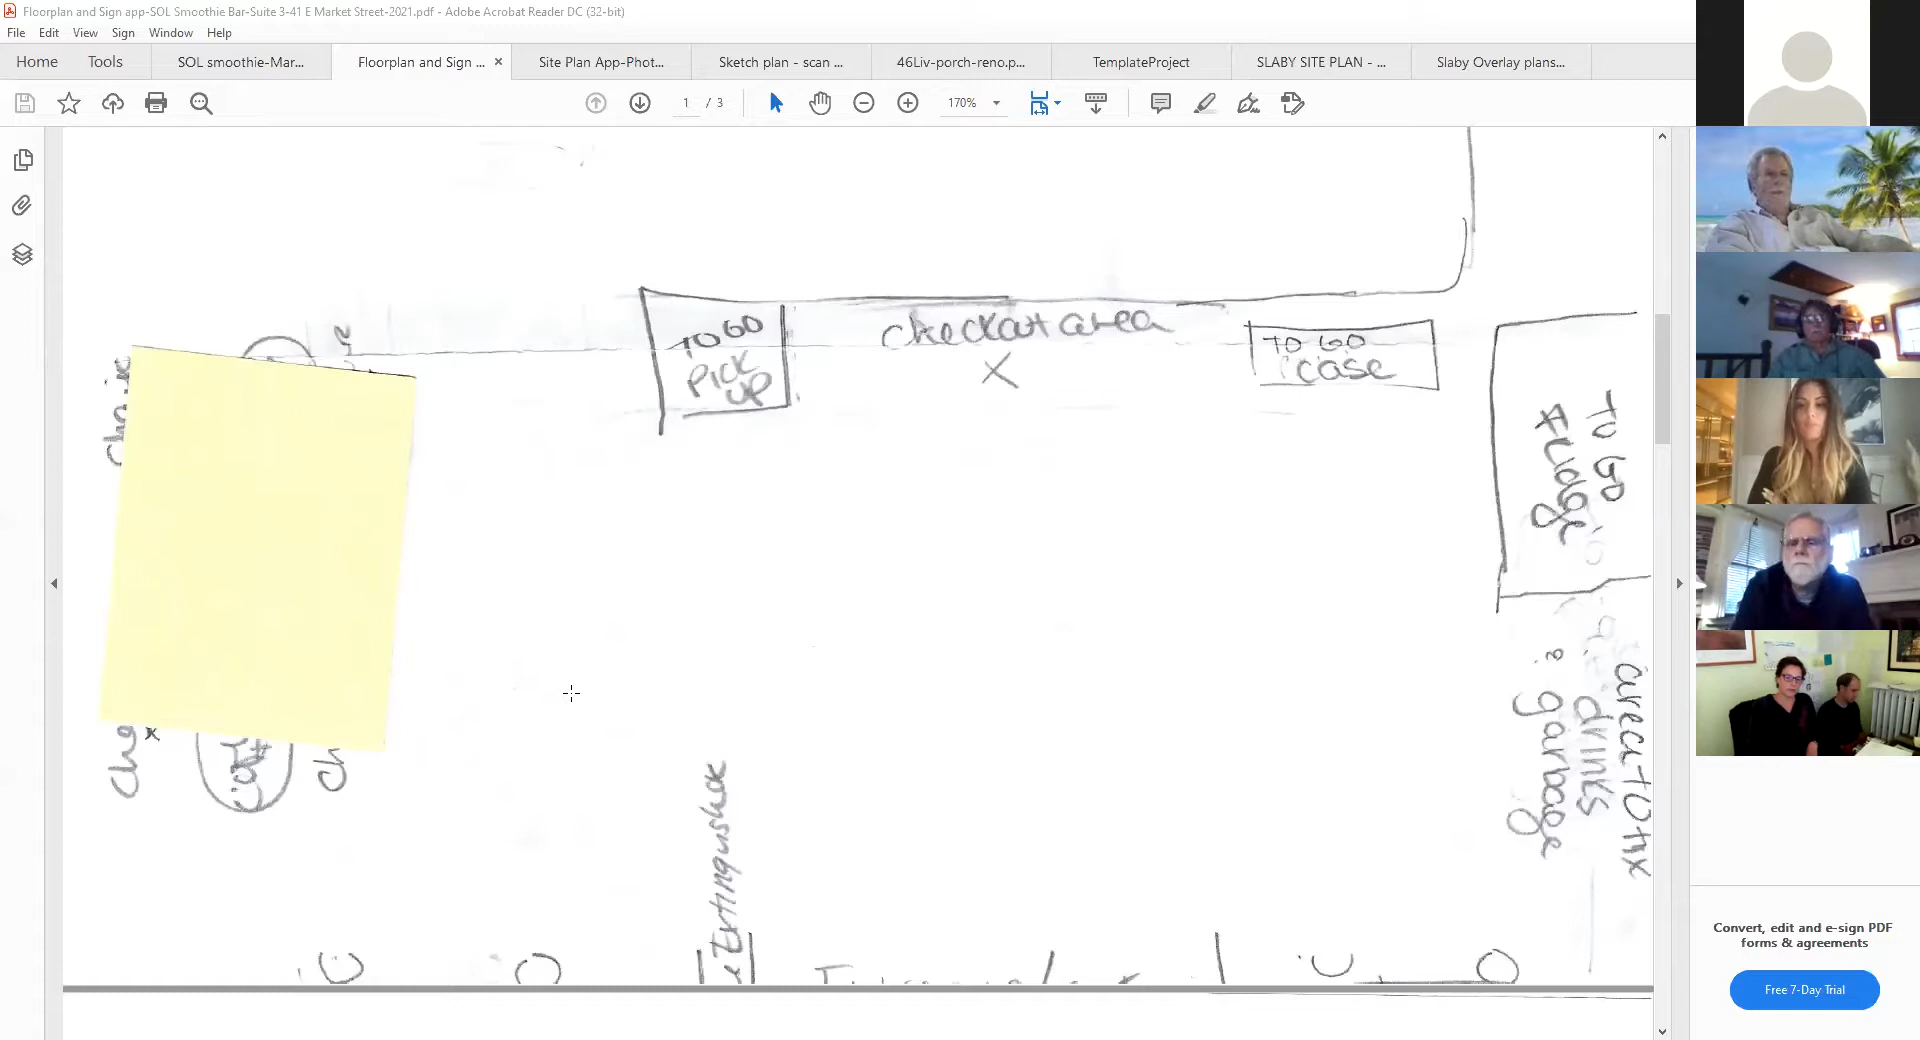 Floorplan and Sign app-SOL Smoothie Bar-Suite 3-41 E Market Street-2021.pdf - Adobe Acrobat Reader DC (32-bit)
File Edit View Sign Window Help
Home Tools SOL smoothie-Mar... Floorplan and Sign ... × Site Plan App-Phot... Sketch plan - scan ... 46Liv-porch-reno.p... TemplateProject SLABY SITE PLAN - ... Slaby Overlay plans...
1 / 3 170%
TO GO
PICK
UP
checkout area
X
TO GO
case
TO GO
fridge
area to fix
drinks
& garbage
Extinguisher
X
Convert, edit and e-sign PDF
forms & agreements
Free 7-Day Trial